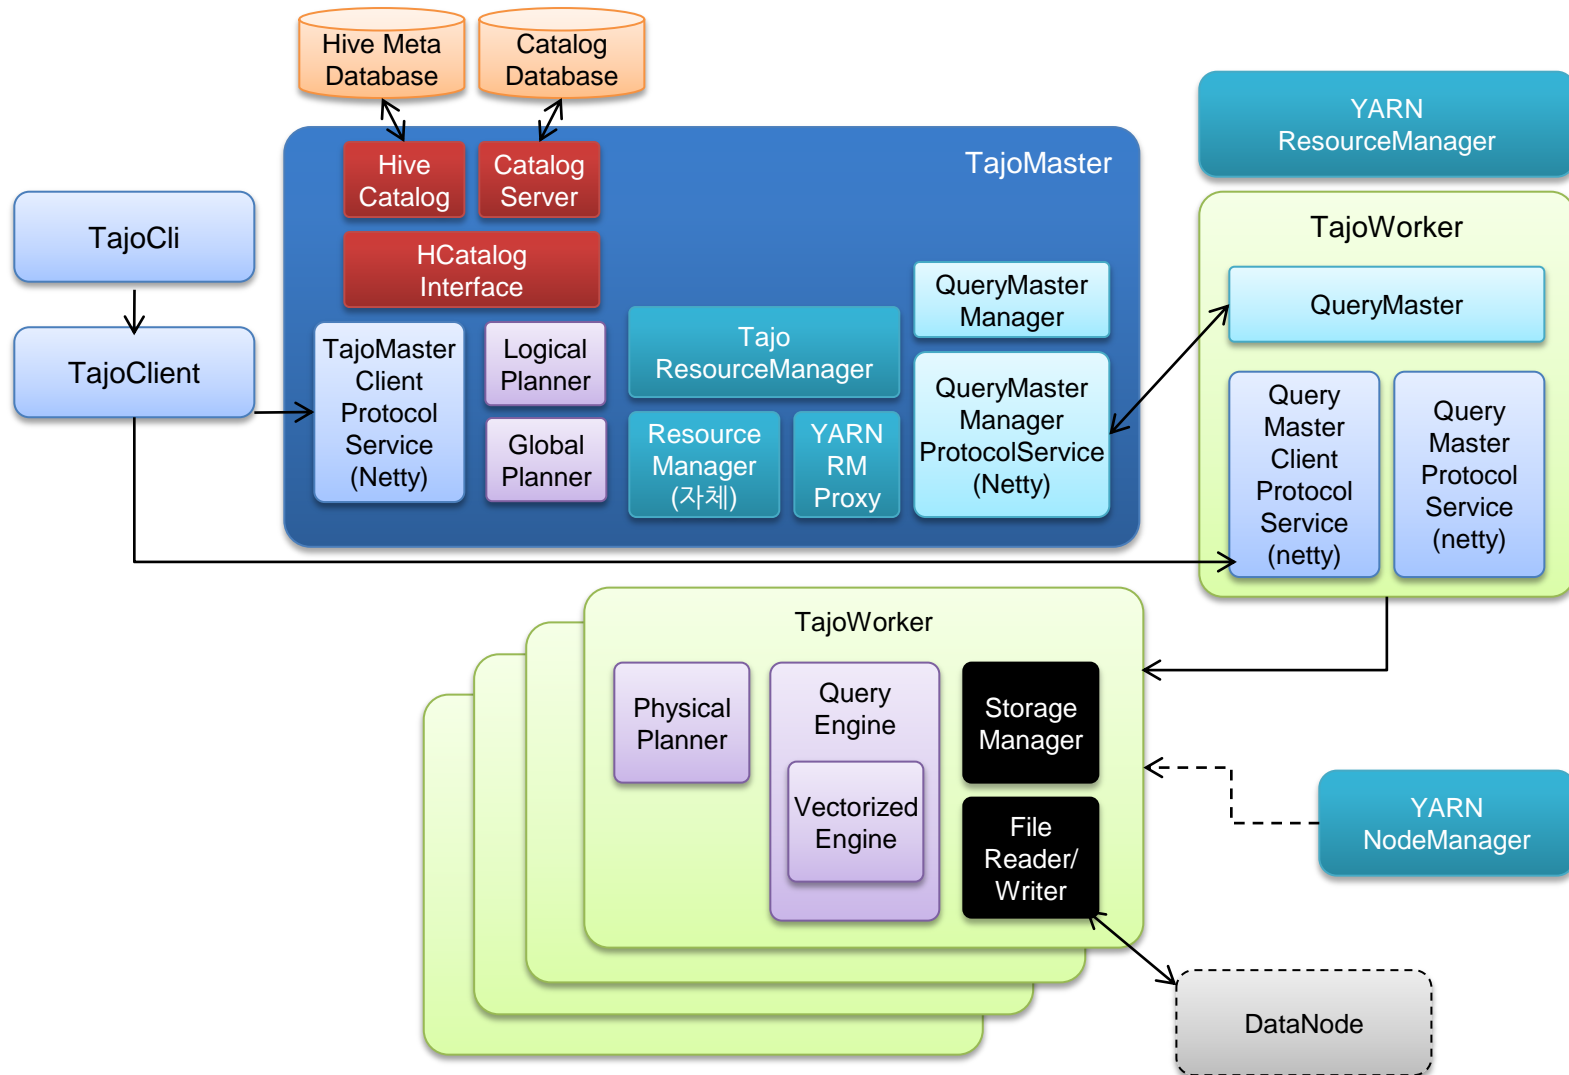 Hive Meta
Database
Catalog
Database
YARN
ResourceManager
TajoMaster
Hive
Catalog
Catalog
Server
HCatalog
Interface
TajoCli
TajoClient
TajoMaster
Client
Protocol
Service
(Netty)
Logical
Planner
Global
Planner
Tajo
ResourceManager
Resource
Manager
(자체)
YARN
RM
Proxy
QueryMaster
Manager
QueryMaster
Manager
ProtocolService
(Netty)
TajoWorker
QueryMaster
Query
Master
Client
Protocol
Service
(netty)
Query
Master
Protocol
Service
(netty)
TajoWorker
Physical
Planner
Query
Engine
Vectorized
Engine
Storage
Manager
File
Reader/
Writer
YARN
NodeManager
DataNode